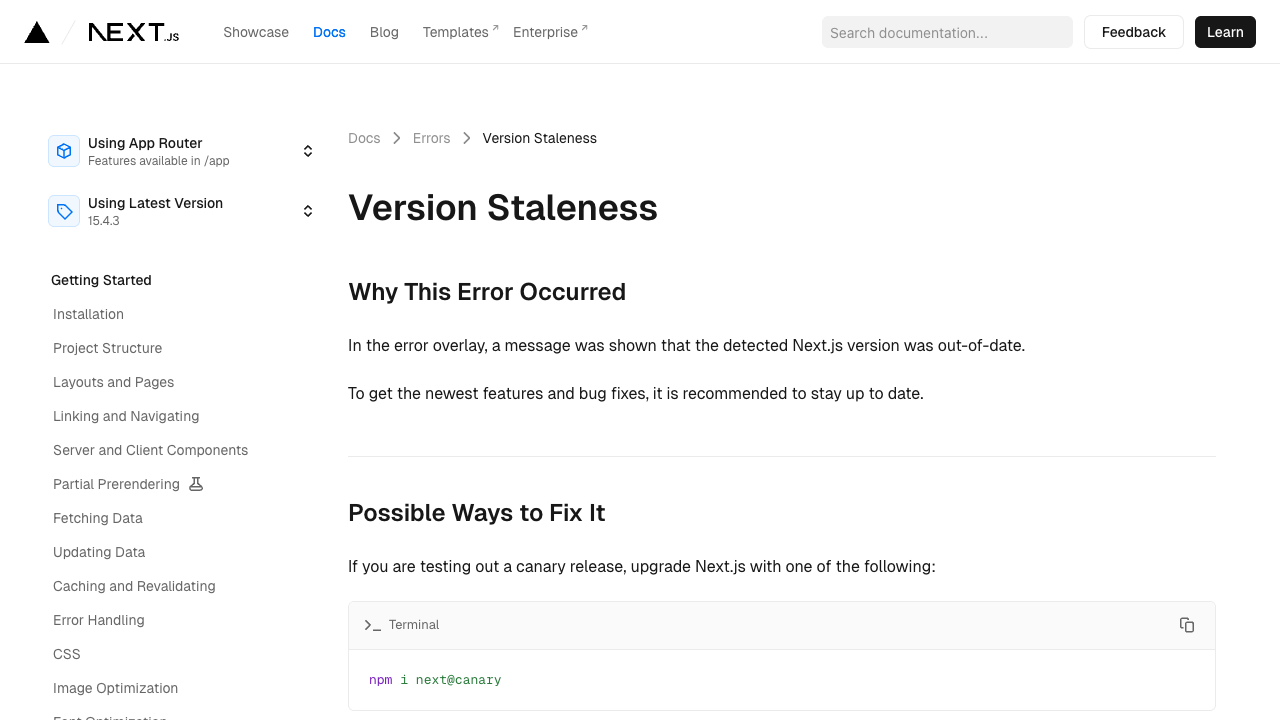 NEXT.JS
Showcase
Docs
Blog
Templates
Enterprise
Search documentation...
Feedback
Learn
Using App Router
Features available in /app
Using Latest Version
15.4.3
Getting Started
Installation
Project Structure
Layouts and Pages
Linking and Navigating
Server and Client Components
Partial Prerendering
Fetching Data
Updating Data
Caching and Revalidating
Error Handling
CSS
Image Optimization
Font Optimization
Docs
Errors
Version Staleness
Version Staleness
Why This Error Occurred
In the error overlay, a message was shown that the detected Next.js version was out-of-date.
To get the newest features and bug fixes, it is recommended to stay up to date.
Possible Ways to Fix It
If you are testing out a canary release, upgrade Next.js with one of the following:
Terminal
npm i next@canary